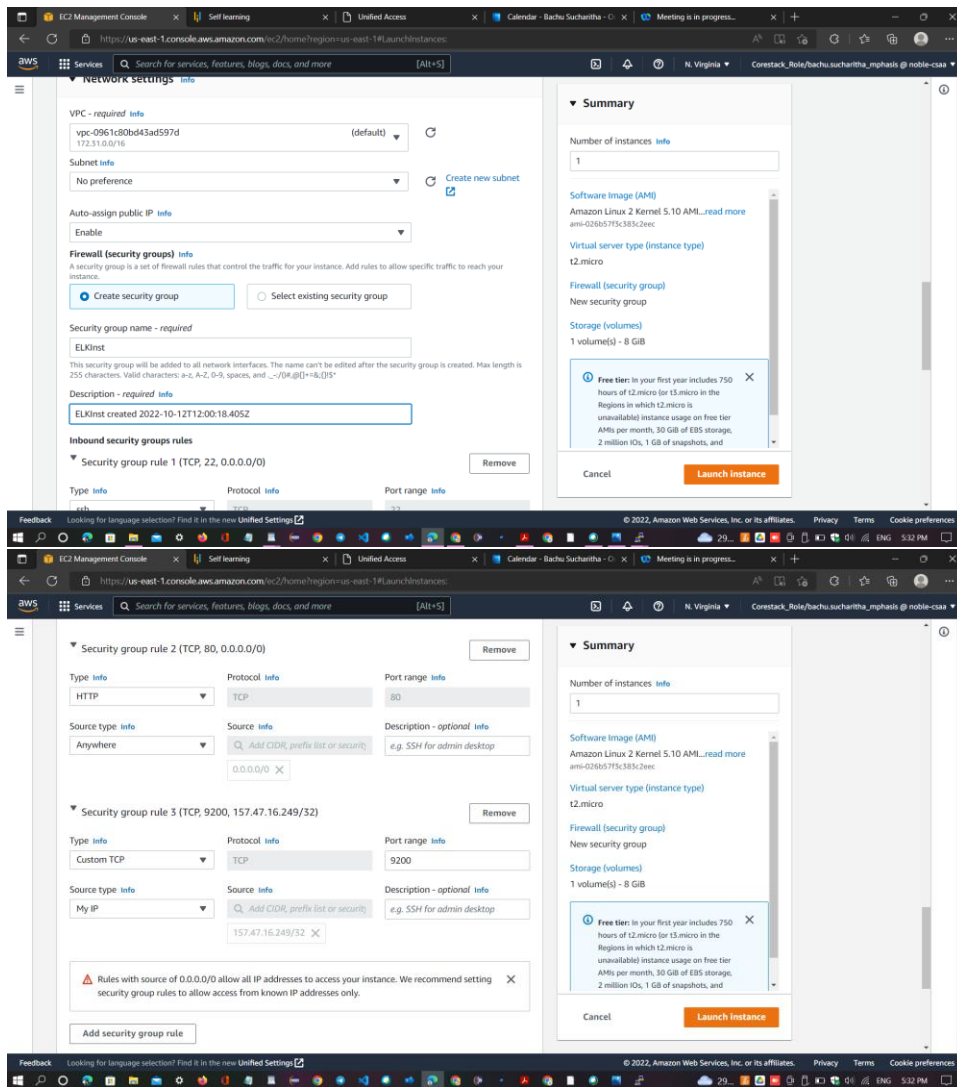 EC2 Management Console
Self learning
Unified Access
Calendar - Bachu Sucharitha - O
Meeting is in progress...
https://us-east-1.console.aws.amazon.com/ec2/home?region=us-east-1#LaunchInstances:
aws
Services
Search for services, features, blogs, docs, and more
[Alt+S]
N. Virginia
Corestack_Role/bachu.sucharitha_mphasis @ noble-csaa
Network settings Info
VPC - required Info
vpc-0961c80bd43ad597d
(default)
172.31.0.0/16
Subnet Info
No preference
Create new subnet
Auto-assign public IP Info
Enable
Firewall (security groups) Info
A security group is a set of firewall rules that control the traffic for your instance. Add rules to allow specific traffic to reach your
instance.
Create security group
Select existing security group
Security group name - required
ELKInst
This security group will be added to all network interfaces. The name can't be edited after the security group is created. Max length is
255 characters. Valid characters: a-z, A-Z, 0-9, spaces, and ._-:/()#,@[]+=&;{}!$*
Description - required Info
ELKInst created 2022-10-12T12:00:18.405Z
Inbound security groups rules
Security group rule 1 (TCP, 22, 0.0.0.0/0)
Remove
Type Info
Protocol Info
Port range Info
ssh
TCP
22
Summary
Number of instances Info
1
Software Image (AMI)
Amazon Linux 2 Kernel 5.10 AMI...read more
ami-026b57f3c383c2eec
Virtual server type (instance type)
t2.micro
Firewall (security group)
New security group
Storage (volumes)
1 volume(s) - 8 GiB
Free tier: In your first year includes 750
hours of t2.micro (or t3.micro in the
Regions in which t2.micro is
unavailable) instance usage on free tier
AMIs per month, 30 GiB of EBS storage,
2 million IOs, 1 GB of snapshots, and
Cancel
Launch instance
Feedback
Looking for language selection? Find it in the new Unified Settings
© 2022, Amazon Web Services, Inc. or its affiliates.
Privacy
Terms
Cookie preferences
29...
ENG
5:32 PM
EC2 Management Console
Self learning
Unified Access
Calendar - Bachu Sucharitha - O
Meeting is in progress...
https://us-east-1.console.aws.amazon.com/ec2/home?region=us-east-1#LaunchInstances:
aws
Services
Search for services, features, blogs, docs, and more
[Alt+S]
N. Virginia
Corestack_Role/bachu.sucharitha_mphasis @ noble-csaa
Security group rule 2 (TCP, 80, 0.0.0.0/0)
Remove
Type Info
Protocol Info
Port range Info
HTTP
TCP
80
Source type Info
Source Info
Description - optional Info
Anywhere
Add CIDR, prefix list or security
e.g. SSH for admin desktop
0.0.0.0/0
Security group rule 3 (TCP, 9200, 157.47.16.249/32)
Remove
Type Info
Protocol Info
Port range Info
Custom TCP
TCP
9200
Source type Info
Source Info
Description - optional Info
My IP
Add CIDR, prefix list or security
e.g. SSH for admin desktop
157.47.16.249/32
Rules with source of 0.0.0.0/0 allow all IP addresses to access your instance. We recommend setting
security group rules to allow access from known IP addresses only.
Add security group rule
Summary
Number of instances Info
1
Software Image (AMI)
Amazon Linux 2 Kernel 5.10 AMI...read more
ami-026b57f3c383c2eec
Virtual server type (instance type)
t2.micro
Firewall (security group)
New security group
Storage (volumes)
1 volume(s) - 8 GiB
Free tier: In your first year includes 750
hours of t2.micro (or t3.micro in the
Regions in which t2.micro is
unavailable) instance usage on free tier
AMIs per month, 30 GiB of EBS storage,
2 million IOs, 1 GB of snapshots, and
Cancel
Launch instance
Feedback
Looking for language selection? Find it in the new Unified Settings
© 2022, Amazon Web Services, Inc. or its affiliates.
Privacy
Terms
Cookie preferences
29...
ENG
5:32 PM